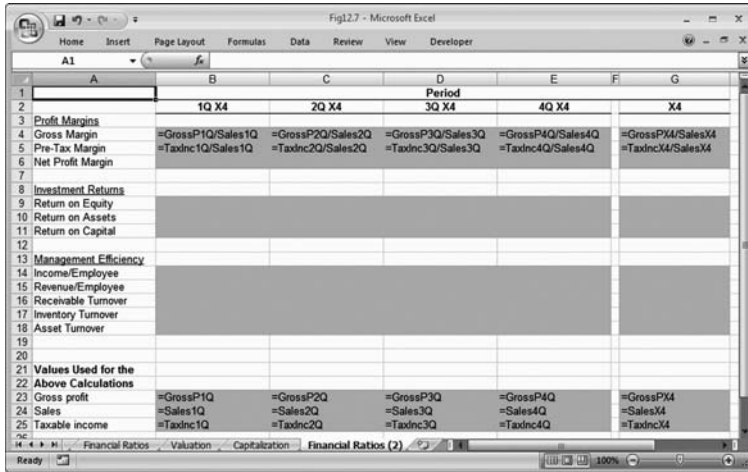 Fig12.7 - Microsoft Excel
Home Insert Page Layout Formulas Data Review View Developer
A1 fx
A B C D E F G
1 Period
2 1Q X4 2Q X4 3Q X4 4Q X4 X4
3 Profit Margins
4 Gross Margin =GrossP1Q/Sales1Q =GrossP2Q/Sales2Q =GrossP3Q/Sales3Q =GrossP4Q/Sales4Q =GrossPX4/SalesX4
5 Pre-Tax Margin =TaxInc1Q/Sales1Q =TaxInc2Q/Sales2Q =TaxInc3Q/Sales3Q =TaxInc4Q/Sales4Q =TaxIncX4/SalesX4
6 Net Profit Margin
7
8 Investment Returns
9 Return on Equity
10 Return on Assets
11 Return on Capital
12
13 Management Efficiency
14 Income/Employee
15 Revenue/Employee
16 Receivable Turnover
17 Inventory Turnover
18 Asset Turnover
19
20
21 Values Used for the
22 Above Calculations
23 Gross profit =GrossP1Q =GrossP2Q =GrossP3Q =GrossP4Q =GrossPX4
24 Sales =Sales1Q =Sales2Q =Sales3Q =Sales4Q =SalesX4
25 Taxable income =TaxInc1Q =TaxInc2Q =TaxInc3Q =TaxInc4Q =TaxIncX4
26
Financial Ratios Valuation Capitalization Financial Ratios (2)
Ready 100%